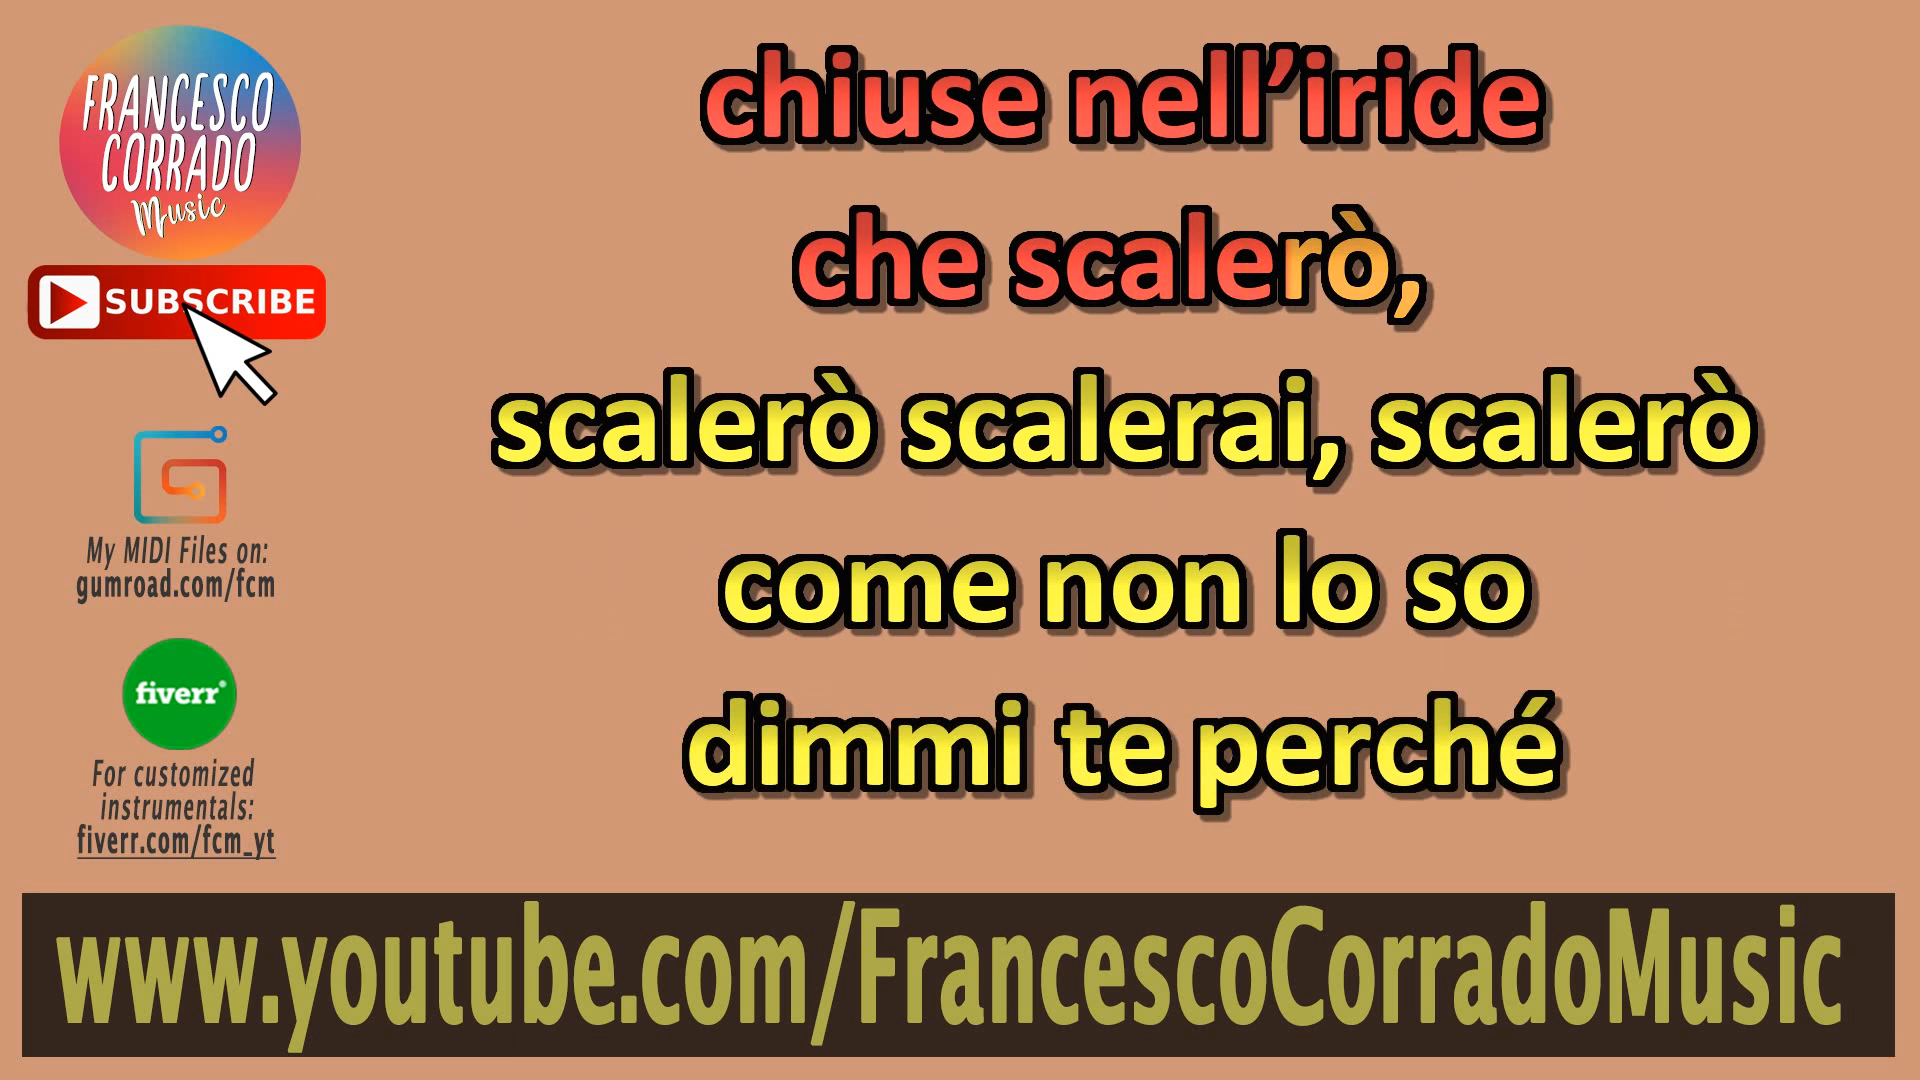 FRANCESCO
CORRADO
Music
SUBSCRIBE
My MIDI Files on:
gumroad.com/fcm
fiverr®
For customized
instrumentals:
fiverr.com/fcm_yt
chiuse nell’iride
che scalerò,
scalerò scalerai, scalerò
come non lo so
dimmi te perché
www.youtube.com/FrancescoCorradoMusic